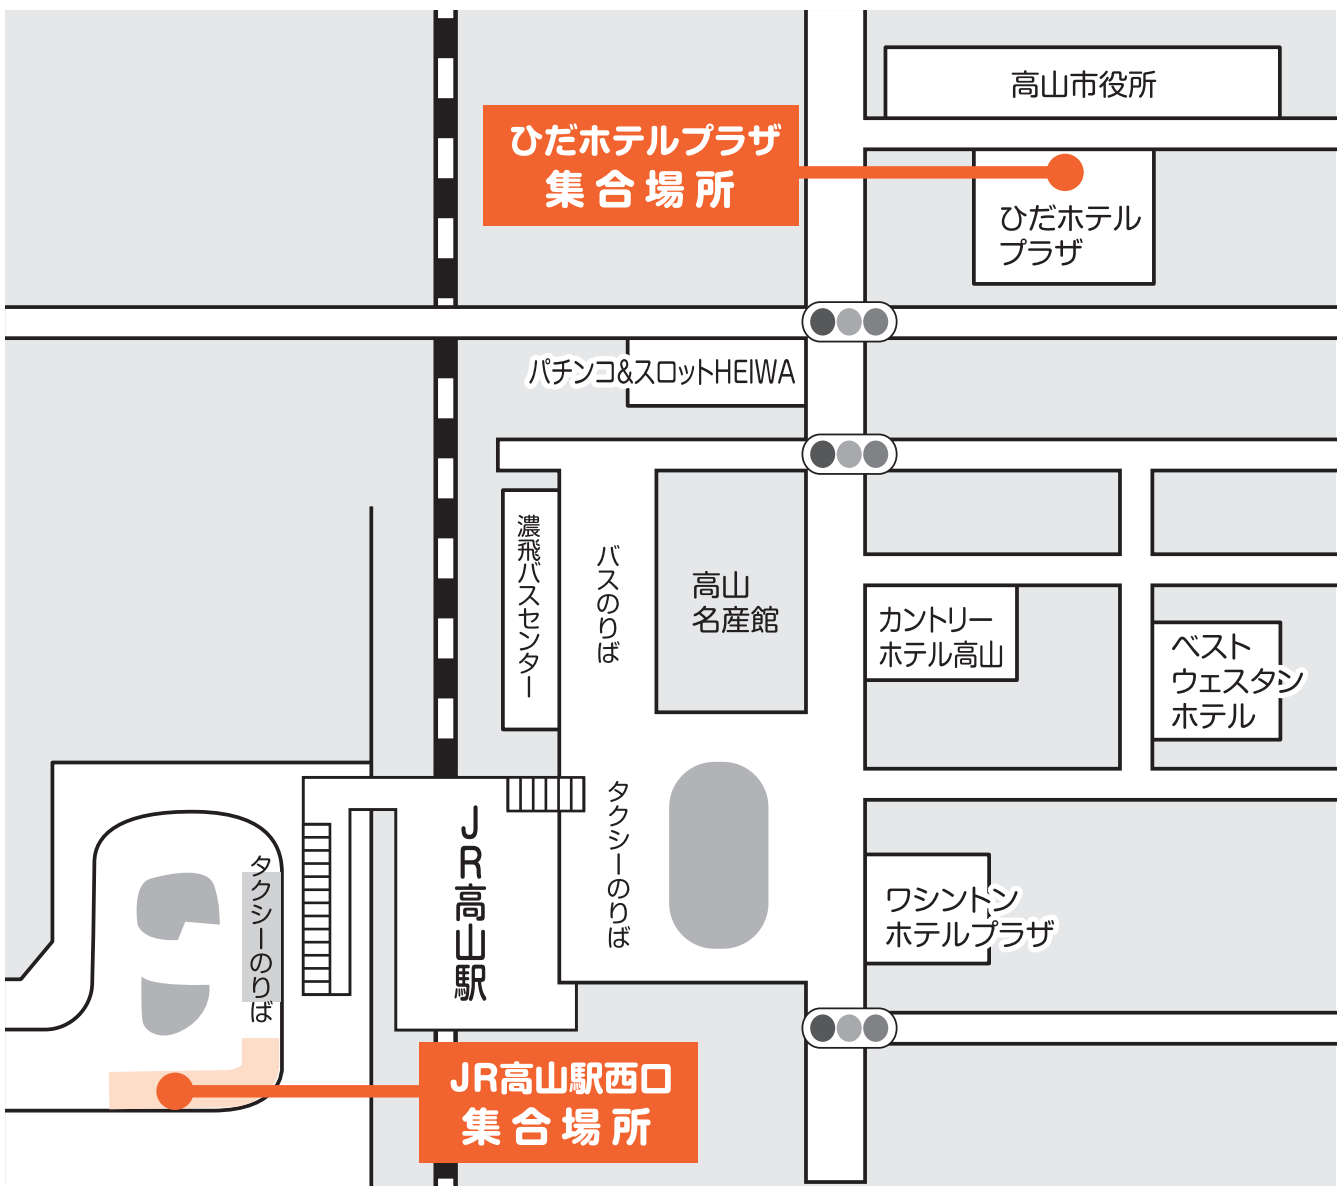 高山市役所
ひだホテルプラザ
集合場所
ひだホテル
プラザ
パチンコ&スロットHEIWA
濃飛バスセンター
バスのりば
高山
名産館
カントリー
ホテル高山
ベスト
ウェスタン
ホテル
タクシーのりば
JR高山駅
タクシーのりば
ワシントン
ホテルプラザ
JR高山駅西口
集合場所